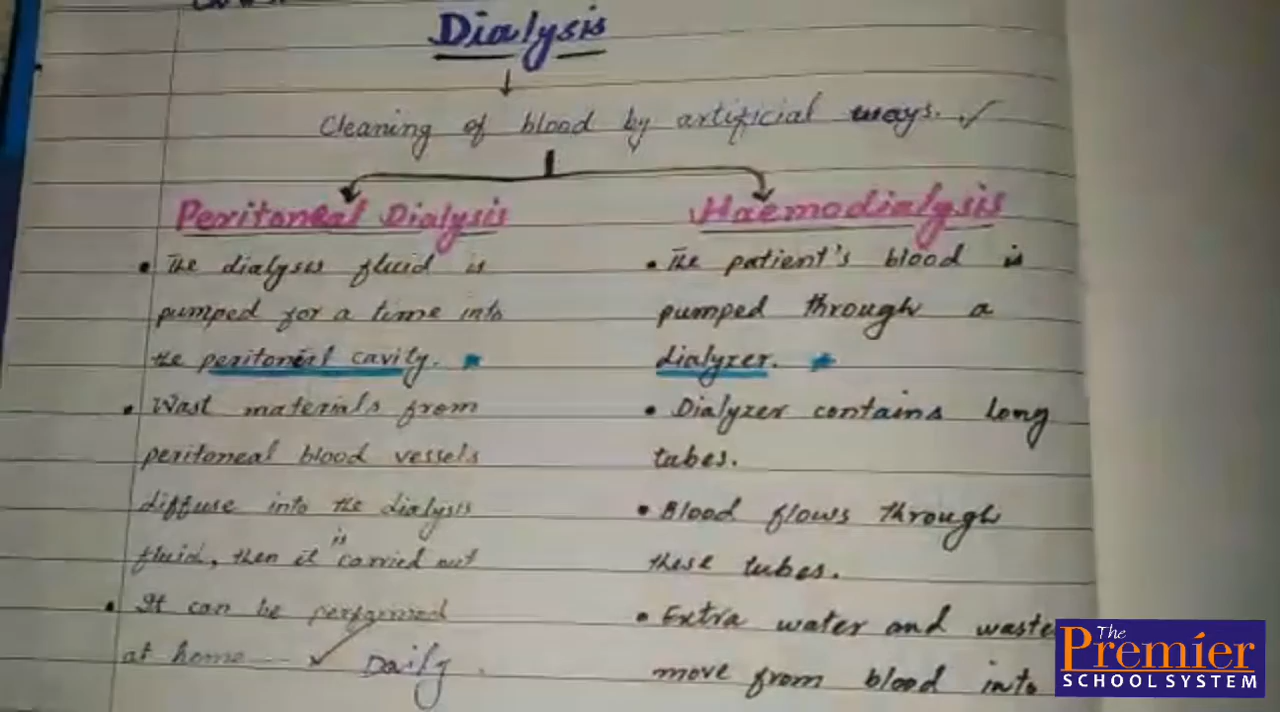 Dialysis
Cleaning of blood by artificial ways.
Peritoneal Dialysis
• The dialyses fluid is
pumped for a time into
the peritoneal cavity.
• Wast materials from
peritoneal blood vessels
diffuse into the dialysis
fluid, then it is carried out
• It can be performed
at home Daily.
Haemodialysis
• The patient's blood is
pumped through a
dialyzer.
• Dialyzer contains long
tubes.
• Blood flows through
these tubes.
• Extra water and waste
move from blood into
The
Premier
SCHOOL SYSTEM